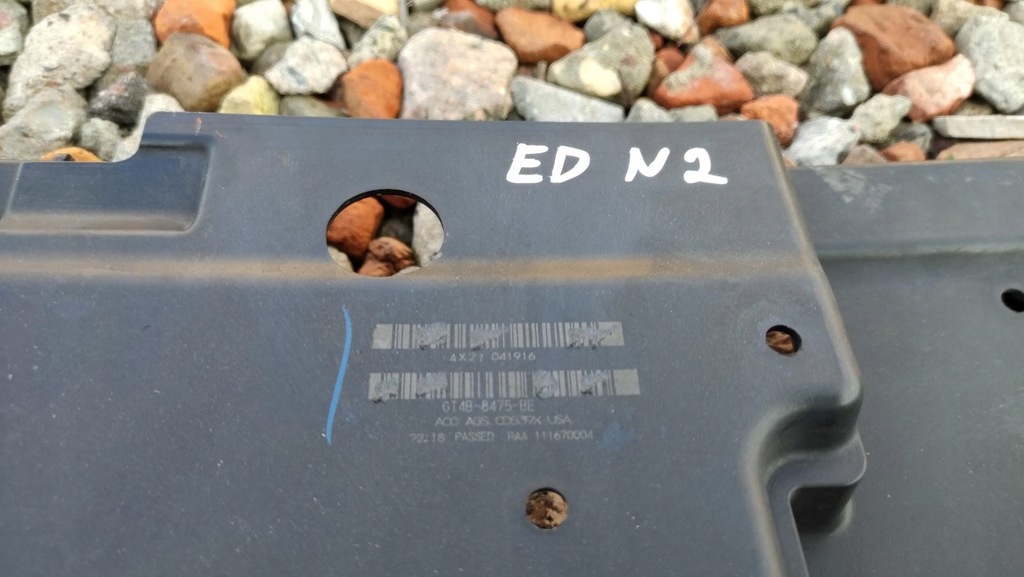 ED N2
AX21 041916
GT4B-8475-BE
ACC AGS CD539X USA
22:18 PASSED RAA 111670004